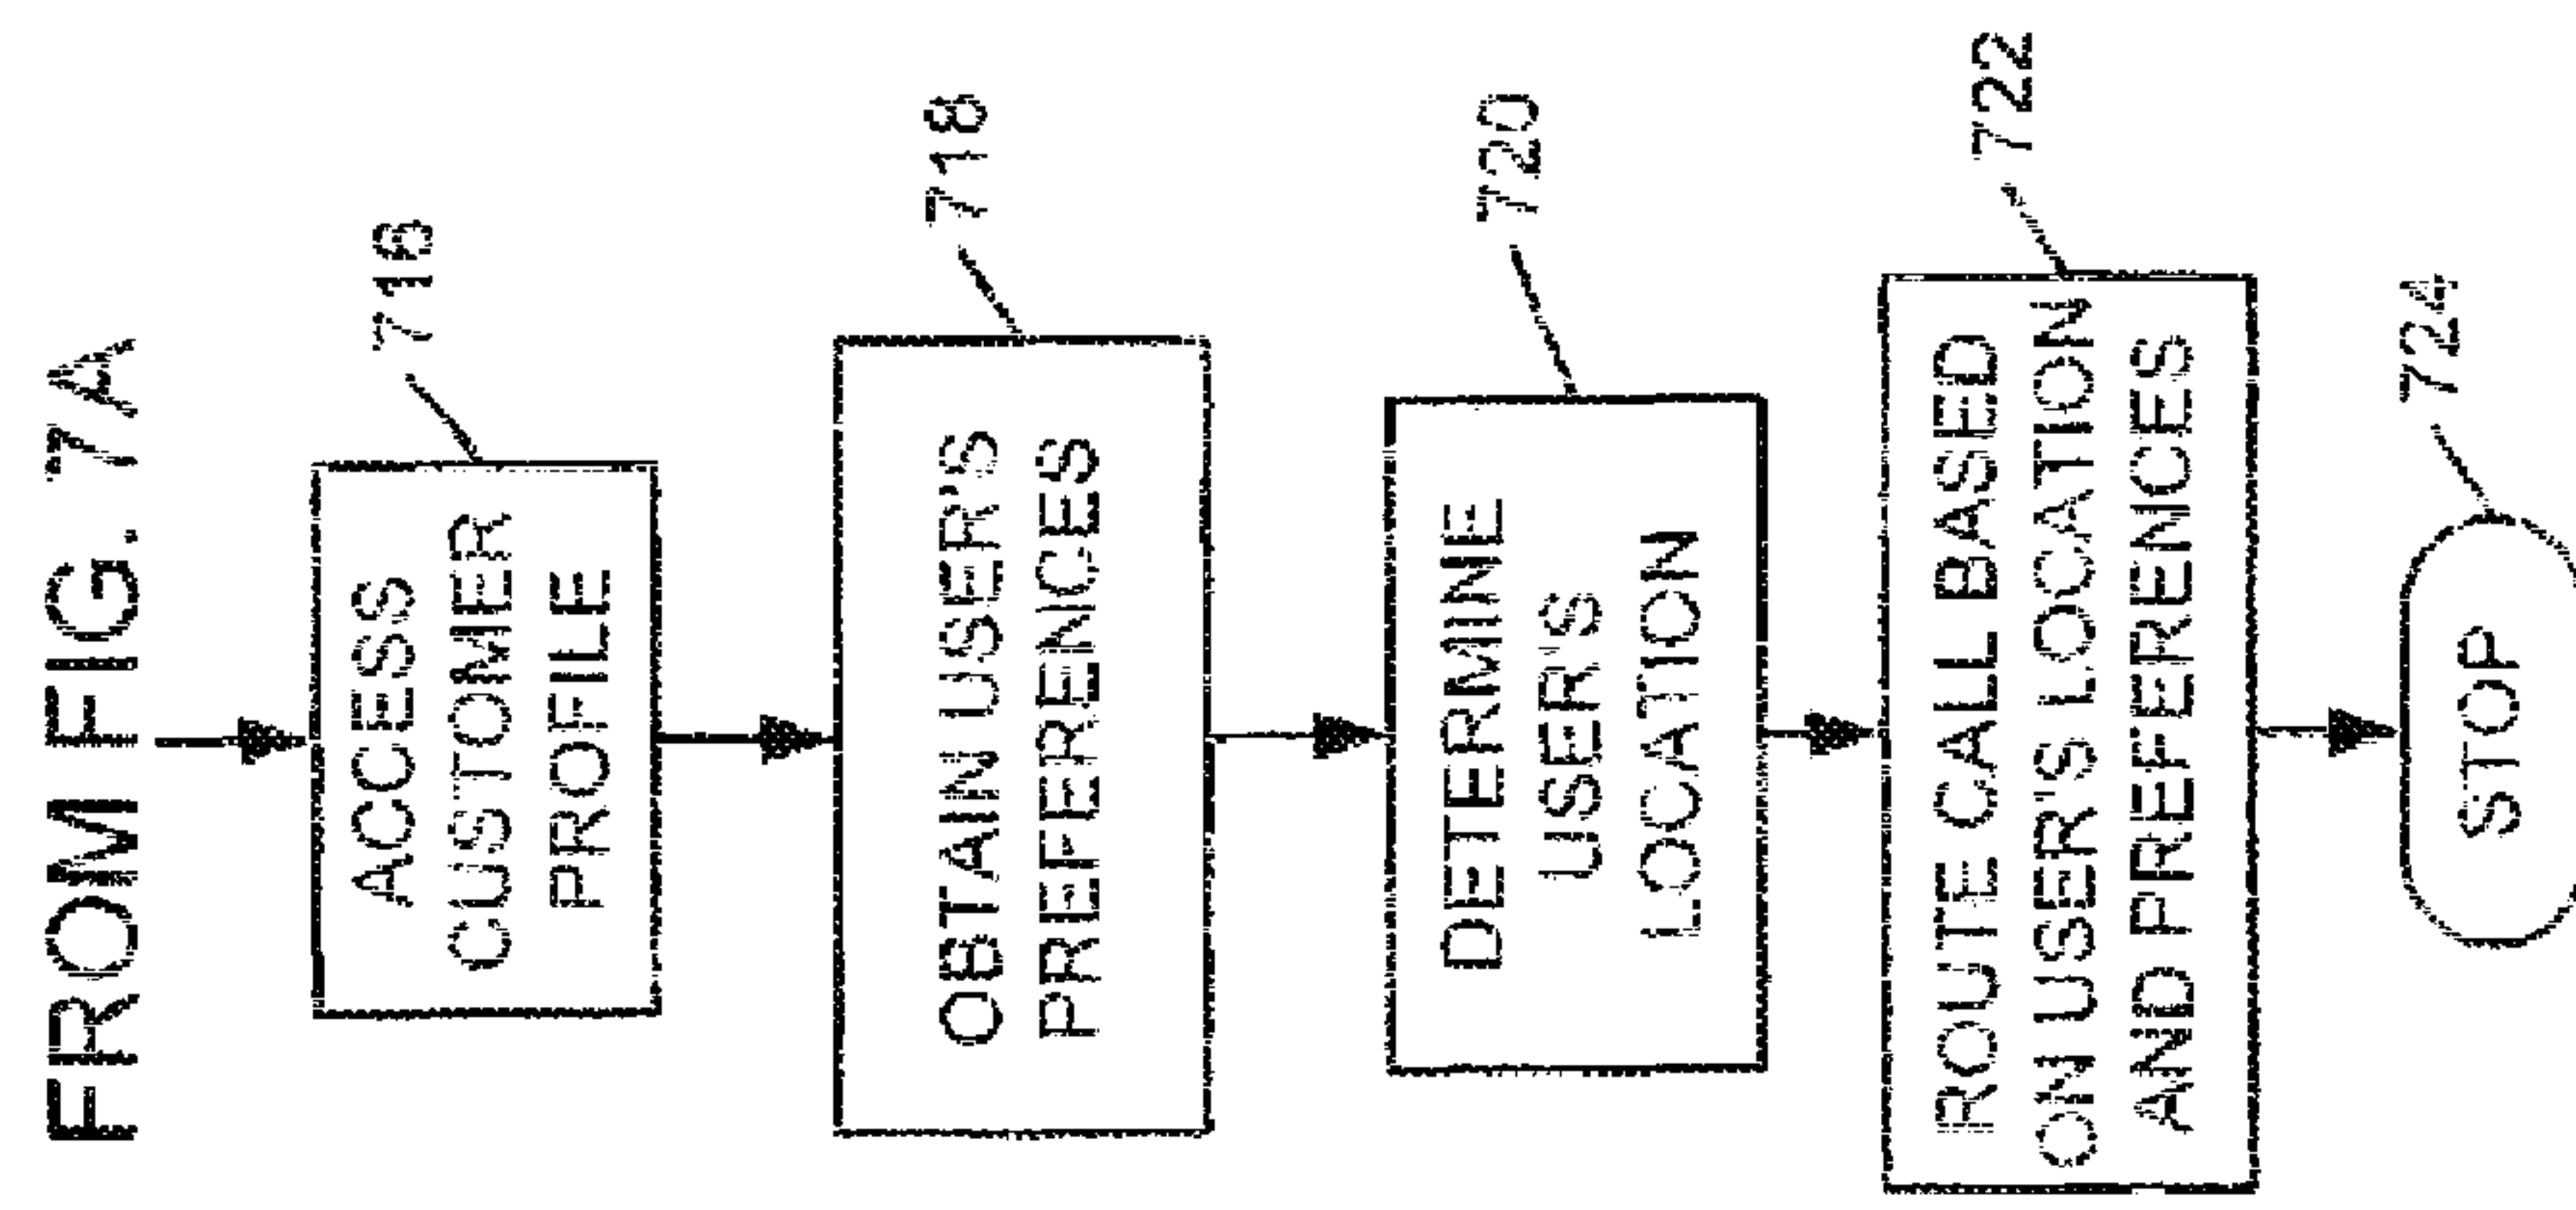 FROM FIG. 7A
716
ACCESS
CUSTOMER
PROFILE
718
OBTAIN USER'S
PREFERENCES
720
DETERMINE
USER'S
LOCATION
722
ROUTE CALL BASED
ON USER'S LOCATION
AND PREFERENCES
724
STOP